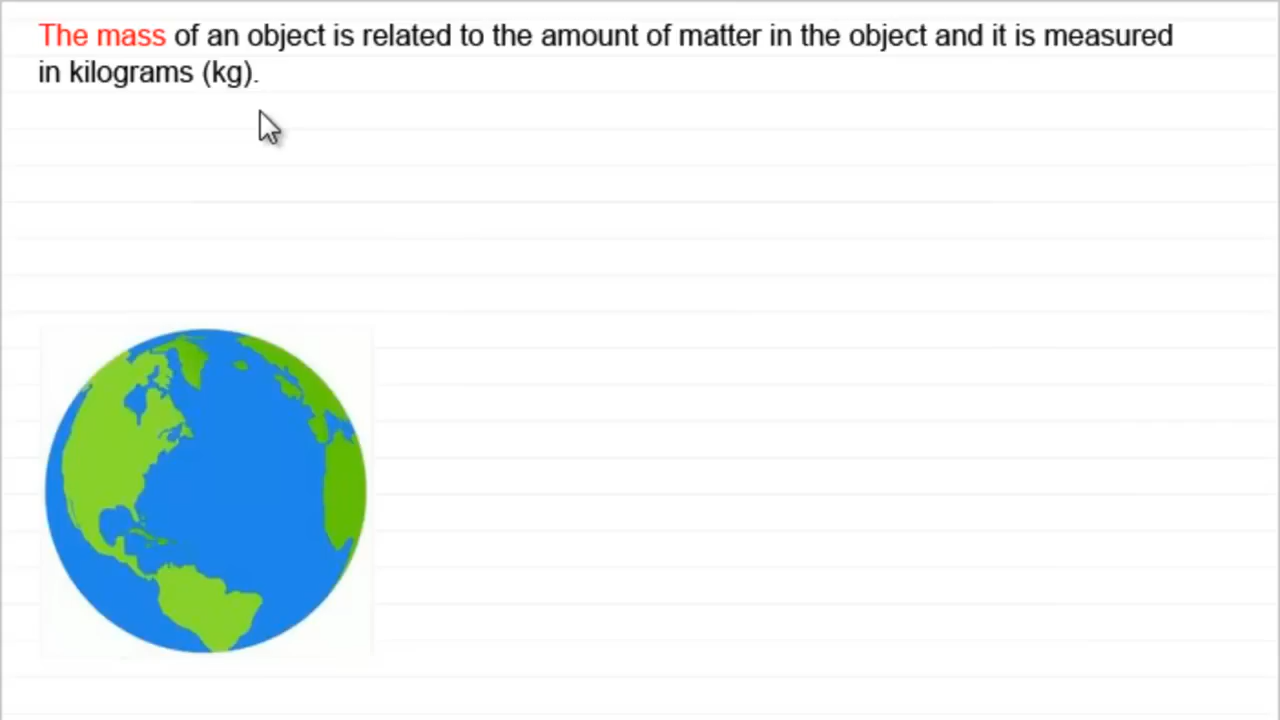 The mass of an object is related to the amount of matter in the object and it is measured
in kilograms (kg).